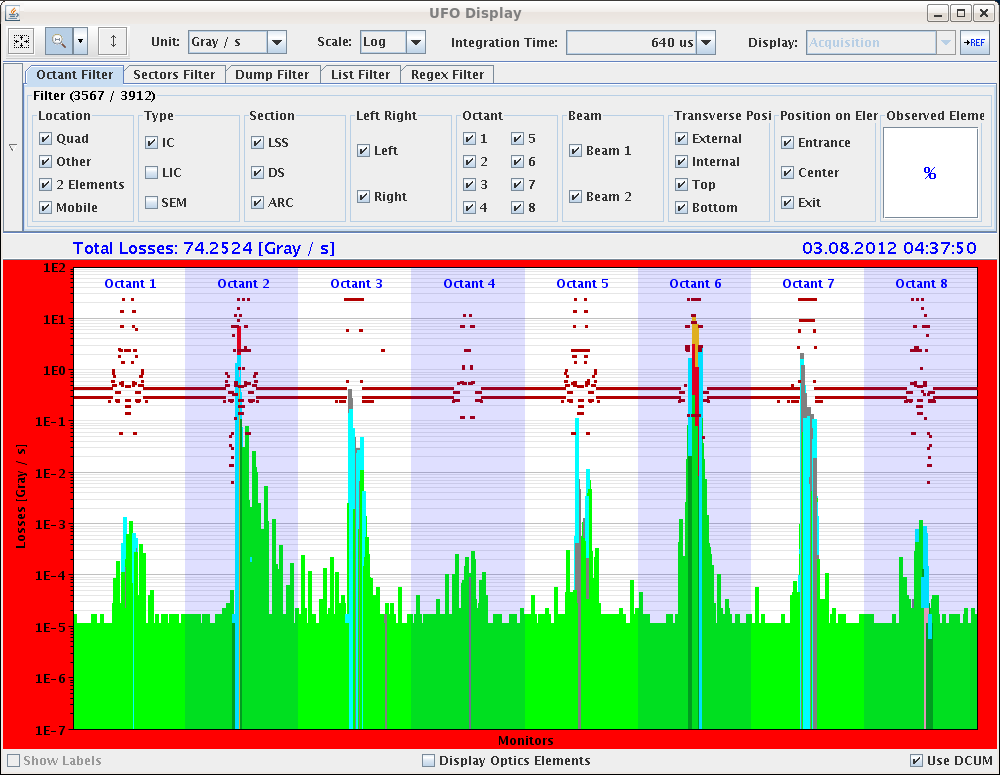 UFO Display
Unit: Gray / s Scale: Log Integration Time: 640 us Display: Acquisition →REF
Octant Filter Sectors Filter Dump Filter List Filter Regex Filter
Filter (3567 / 3912)
Location Type Section Left Right Octant Beam Transverse Posi Position on Eler Observed Eleme
Quad IC LSS Left 1 5 Beam 1 External Entrance %
Other LIC DS Right 2 6 Beam 2 Internal Center
2 Elements SEM ARC 3 7 Top Exit
Mobile 4 8 Bottom
Total Losses: 74.2524 [Gray / s] 03.08.2012 04:37:50
1E2
Octant 1 Octant 2 Octant 3 Octant 4 Octant 5 Octant 6 Octant 7 Octant 8
1E1
1E0
1E-1
1E-2
1E-3
1E-4
1E-5
1E-6
1E-7
Losses [Gray / s]
Monitors
Show Labels Display Optics Elements Use DCUM